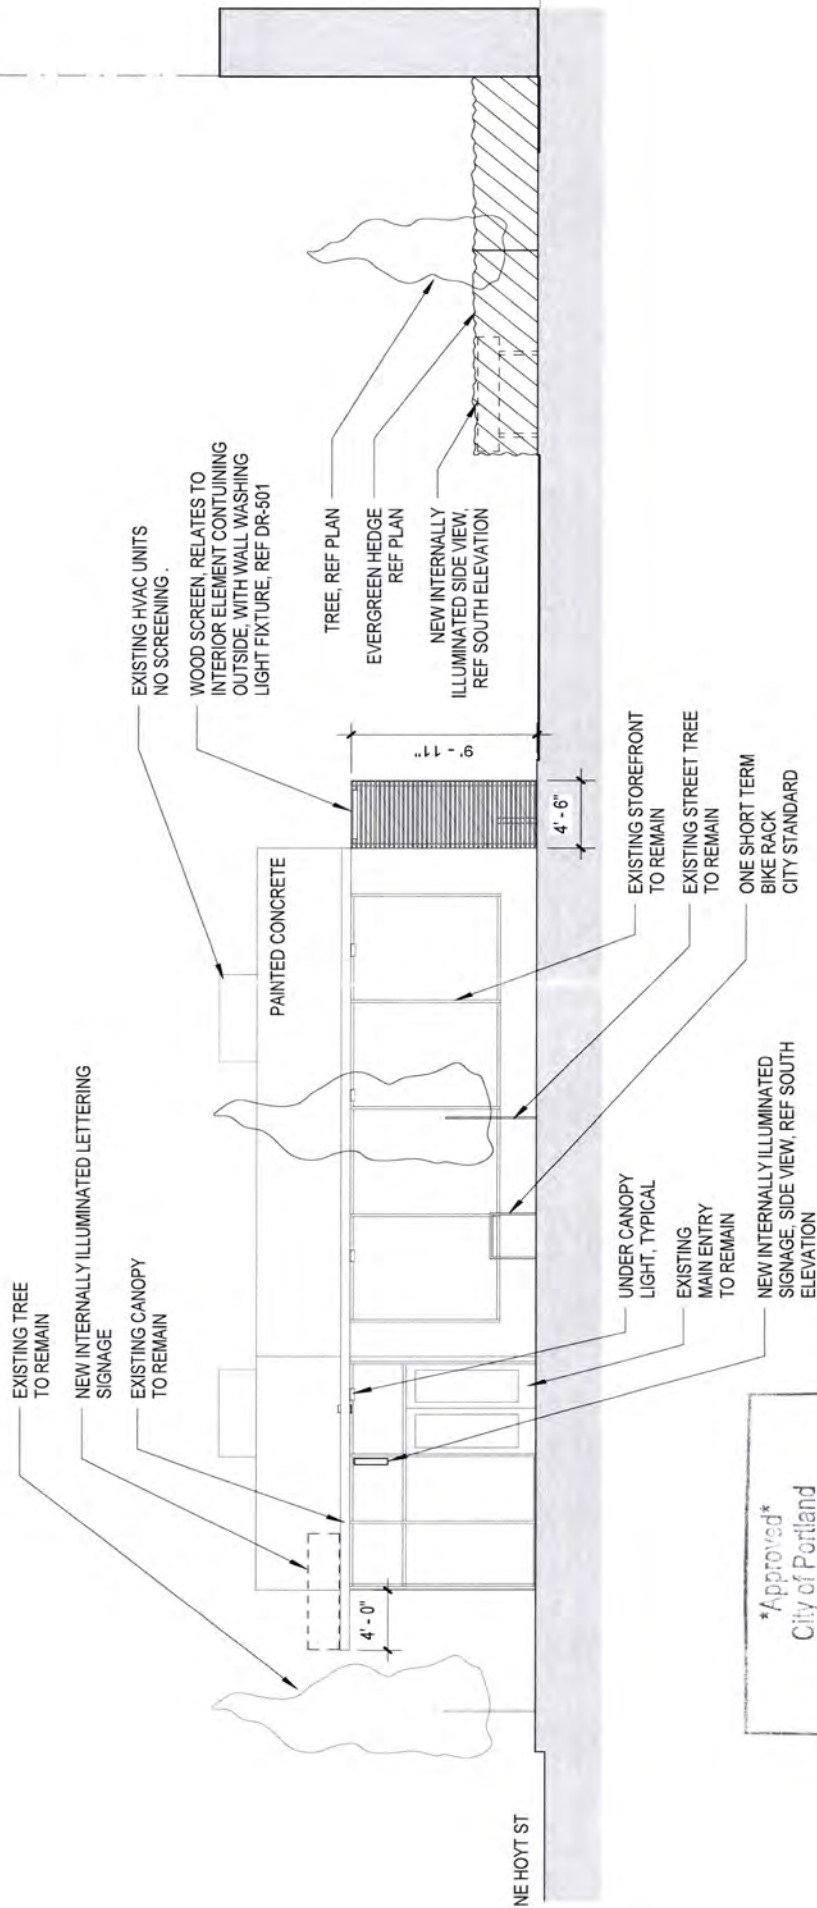 EXISTING TREE
TO REMAIN
NEW INTERNALLY ILLUMINATED LETTERING
SIGNAGE
EXISTING CANOPY
TO REMAIN
EXISTING HVAC UNITS
NO SCREENING .
WOOD SCREEN, RELATES TO
INTERIOR ELEMENT CONTUINING
OUTSIDE, WITH WALL WASHING
LIGHT FIXTURE, REF DR-501
PAINTED CONCRETE
TREE, REF PLAN
EVERGREEN HEDGE
REF PLAN
NEW INTERNALLY
ILLUMINATED SIDE VIEW,
REF SOUTH ELEVATION
4' - 0"
9' - 11"
4' - 6"
NE HOYT ST
UNDER CANOPY
LIGHT, TYPICAL
EXISTING
MAIN ENTRY
TO REMAIN
NEW INTERNALLY ILLUMINATED
SIGNAGE, SIDE VIEW, REF SOUTH
ELEVATION
EXISTING STOREFRONT
TO REMAIN
EXISTING STREET TREE
TO REMAIN
ONE SHORT TERM
BIKE RACK
CITY STANDARD
*Approved*
City of Portland